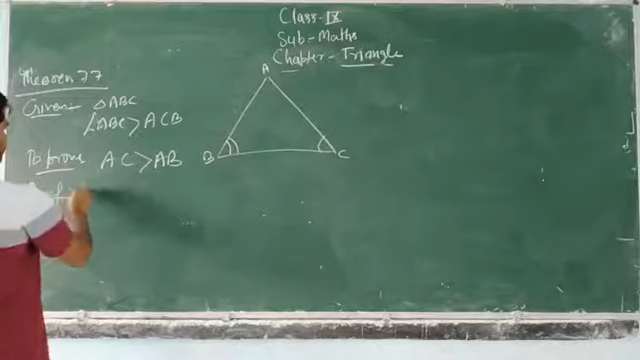 Class-IX
Sub-Maths
Chapter-Triangle
Theorem 7.7
Given △ABC
∠ABC > ACB
To prove AC > AB
A
B
C